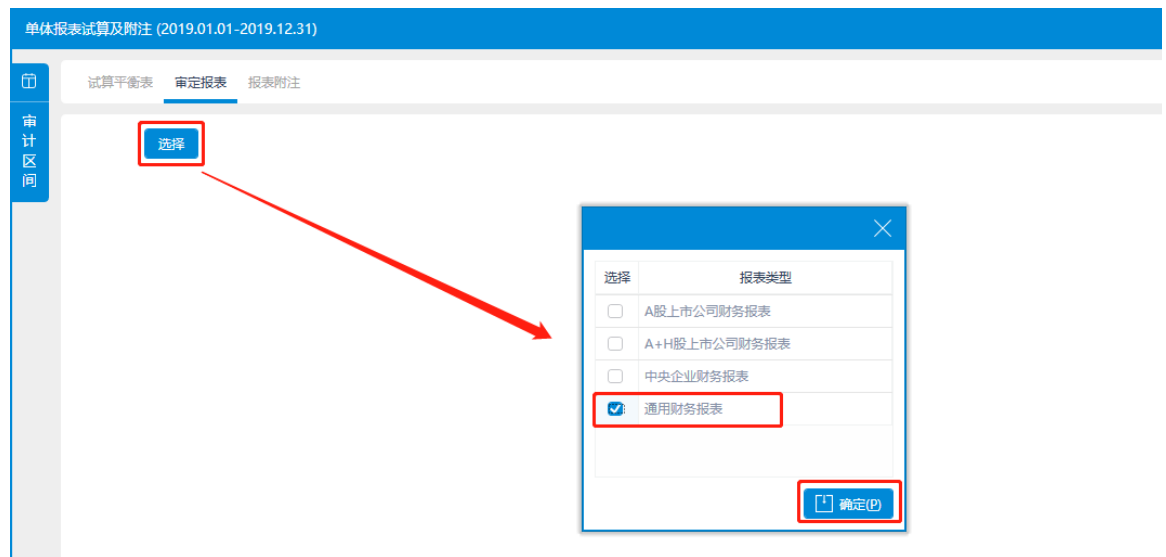 单体报表试算及附注 (2019.01.01-2019.12.31)
试算平衡表 审定报表 报表附注
审计区间
选择
选择 报表类型
A股上市公司财务报表
A+H股上市公司财务报表
中央企业财务报表
通用财务报表
确定(P)